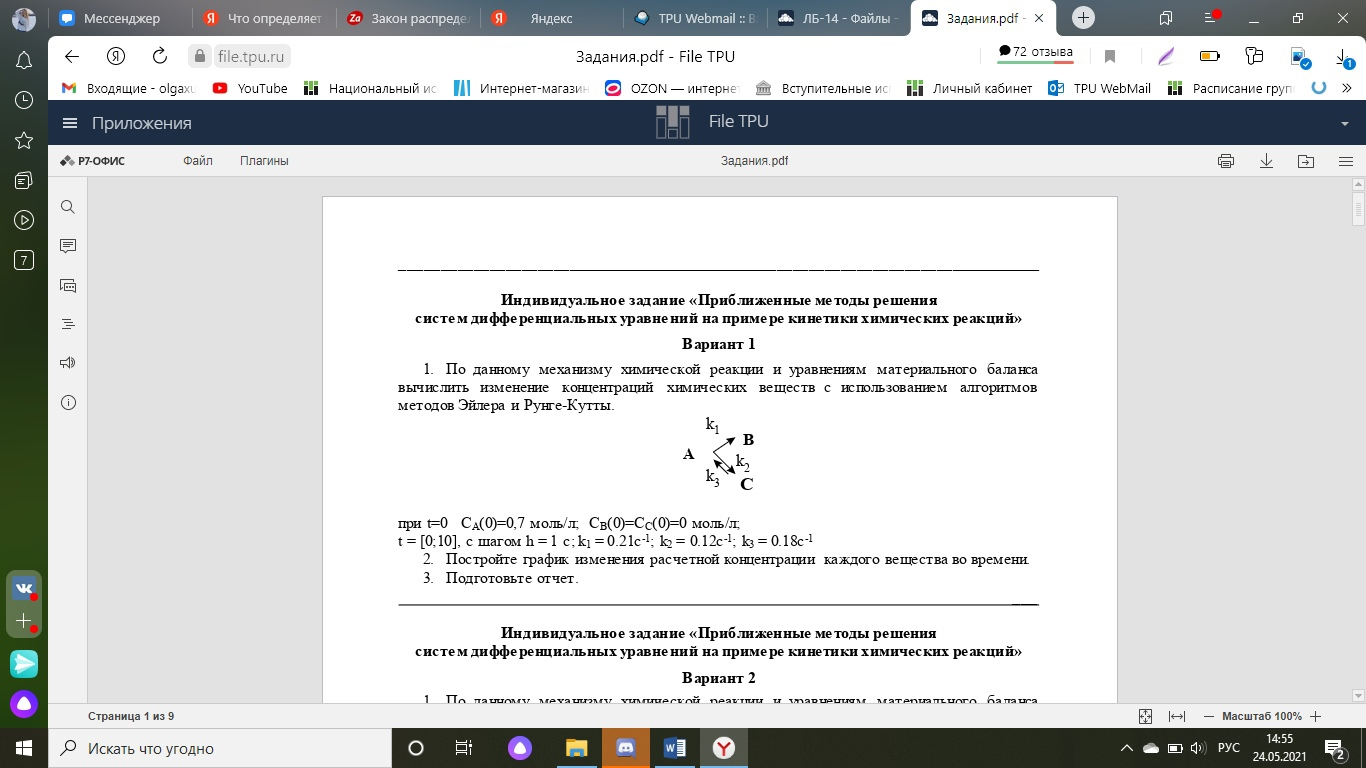 Мессенджер
Что определяет
Закон распредел
Яндекс
TPU Webmail :: В
ЛБ-14 - Файлы -
Задания.pdf -
file.tpu.ru
Задания.pdf - File TPU
72 отзыва
Входящие - olgaxu
YouTube
Национальный ис
Интернет-магазин
OZON — интернет
Вступительные исп
Личный кабинет
TPU WebMail
Расписание групп
1
Приложения
File TPU
Р7-ОФИС
Файл
Плагины
Задания.pdf
7
Индивидуальное задание «Приближенные методы решения
систем дифференциальных уравнений на примере кинетики химических реакций»
Вариант 1
1. По данному механизму химической реакции и уравнениям материального баланса
вычислить изменение концентраций химических веществ с использованием алгоритмов
методов Эйлера и Рунге-Кутты.
k1
B
A
k2
k3
C
при t=0 CA(0)=0,7 моль/л; CB(0)=CC(0)=0 моль/л;
t = [0;10], с шагом h = 1 с; k1 = 0.21с-1; k2 = 0.12с-1; k3 = 0.18с-1
2. Постройте график изменения расчетной концентрации каждого вещества во времени.
3. Подготовьте отчет.
Индивидуальное задание «Приближенные методы решения
систем дифференциальных уравнений на примере кинетики химических реакций»
Вариант 2
1. По данному механизму химической реакции и уравнениям материального баланса
Страница 1 из 9
Масштаб 100%
Искать что угодно
РУС
14:55
24.05.2021
2